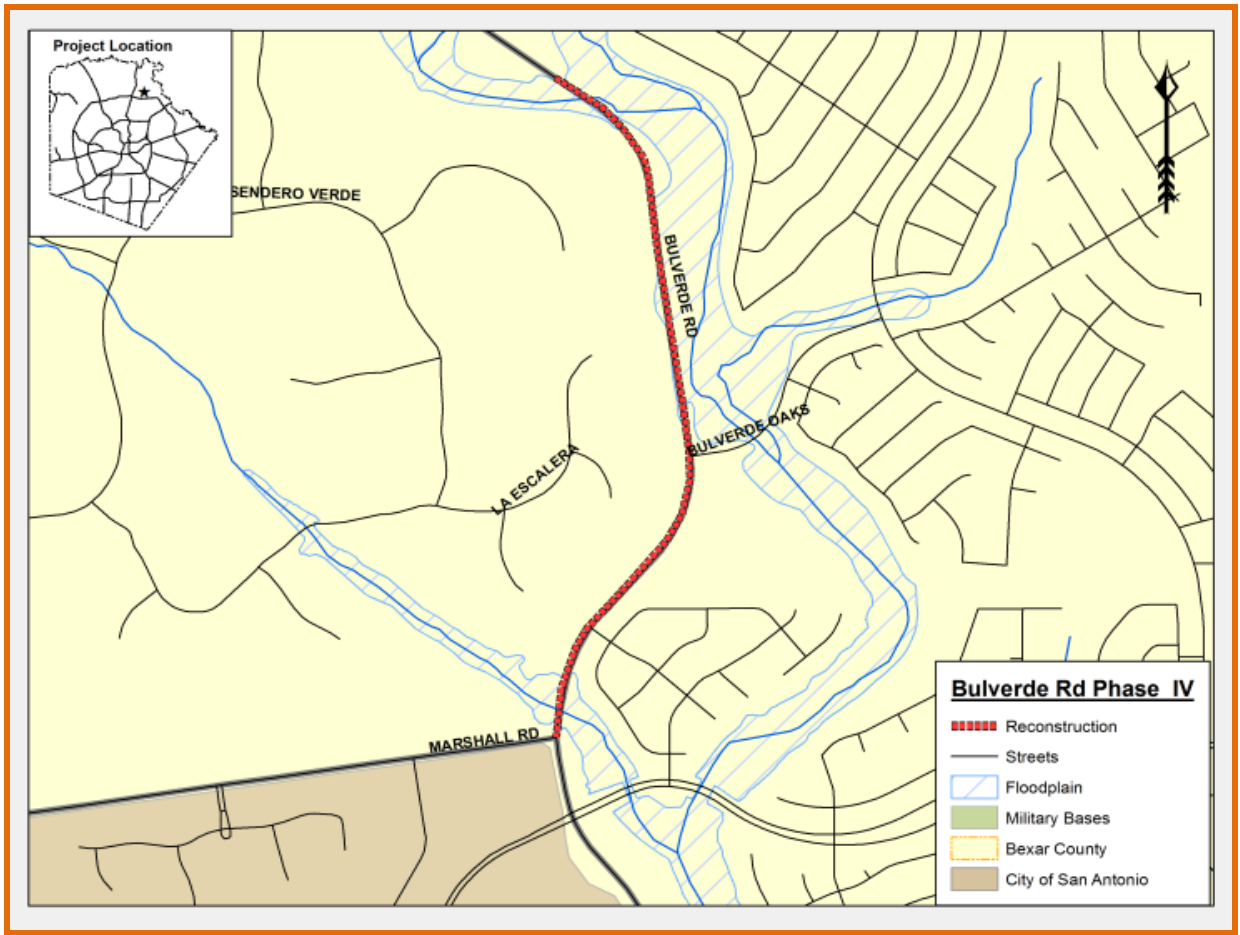 Project Location
SENDERO VERDE
BULVERDE RD
BULVERDE OAKS
LA ESCALERA
MARSHALL RD
Bulverde Rd Phase IV
Reconstruction
Streets
Floodplain
Military Bases
Bexar County
City of San Antonio